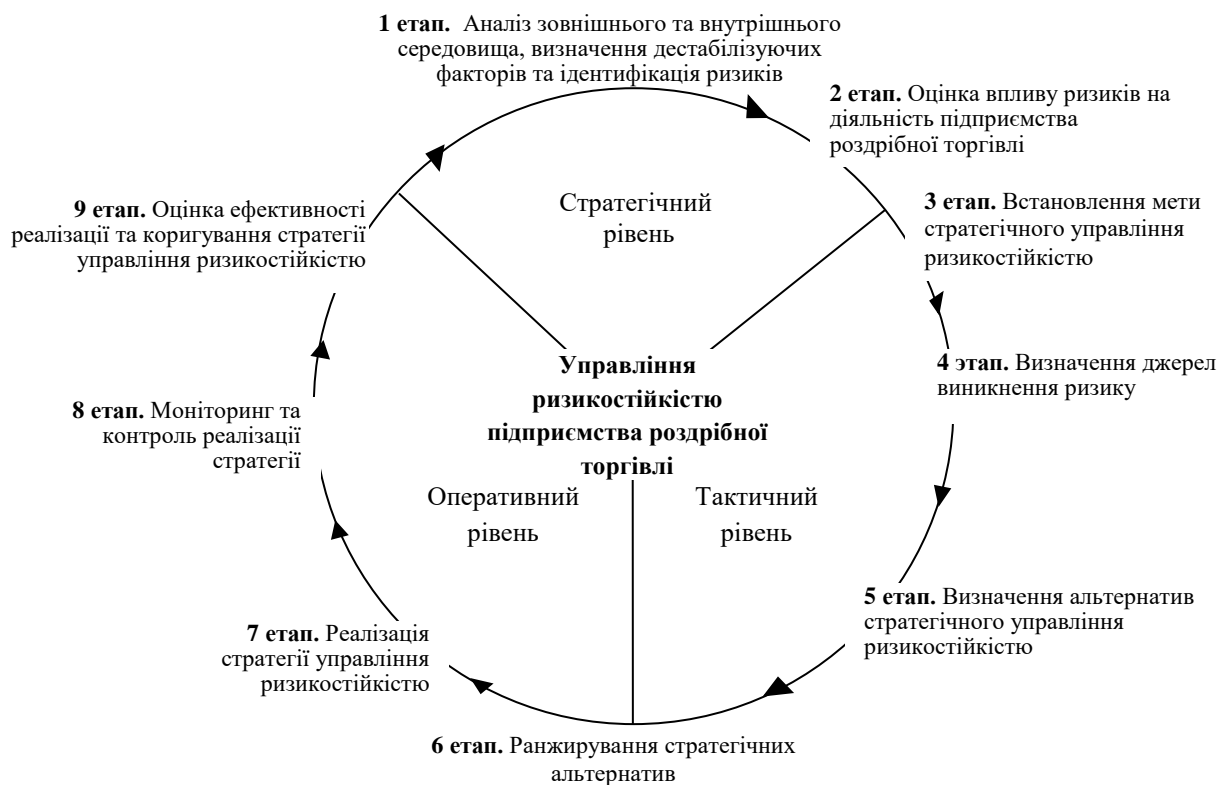 1 етап. Аналіз зовнішнього та внутрішнього
середовища, визначення дестабілізуючих
факторів та ідентифікація ризиків
2 етап. Оцінка впливу ризиків на
діяльність підприємства
роздрібної торгівлі
3 етап. Встановлення мети
стратегічного управління
ризикостійкістю
4 этап. Визначення джерел
виникнення ризику
5 етап. Визначення альтернатив
стратегічного управління
ризикостійкістю
6 етап. Ранжирування стратегічних
альтернатив
7 етап. Реалізація
стратегії управління
ризикостійкістю
8 етап. Моніторинг та
контроль реалізації
стратегії
9 етап. Оцінка ефективності
реалізації та коригування стратегії
управління ризикостійкістю
Стратегічний
рівень
Управління
ризикостійкістю
підприємства роздрібної
торгівлі
Оперативний
рівень
Тактичний
рівень